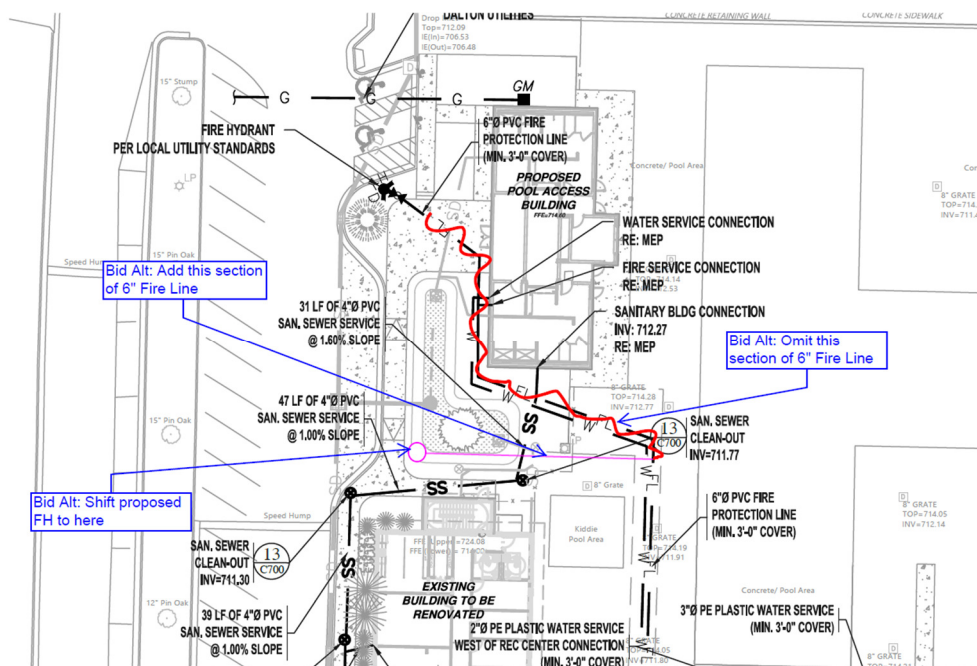 DALTON UTILITIES
Top=712.09
IE(In)=706.53
IE(Out)=706.48
CONCRETE RETAINING WALL
CONCRETE SIDEWALK
D
15" Stump
G
G
G
GM
FIRE HYDRANT
PER LOCAL UTILITY STANDARDS
6"Ø PVC FIRE
PROTECTION LINE
(MIN. 3'-0" COVER)
PROPOSED
POOL ACCESS
BUILDING
FFE=714.60
Concrete/ Pool Area
LP
D
8" GRATE
WATER SERVICE CONNECTION
RE: MEP
15" Pin Oak
Speed Hump
FIRE SERVICE CONNECTION
RE: MEP
Bid Alt: Add this section
of 6" Fire Line
31 LF OF 4"Ø PVC
SAN. SEWER SERVICE
@ 1.60% SLOPE
SANITARY BLDG CONNECTION
INV: 712.27
RE: MEP
Bid Alt: Omit this
section of 6" Fire Line
8" GRATE
TOP=714.28
INV=712.77
47 LF OF 4"Ø PVC
SAN. SEWER SERVICE
@ 1.00% SLOPE
15" Pin Oak
SS
13
C700
SAN. SEWER
CLEAN-OUT
INV=711.77
Bid Alt: Shift proposed
FH to here
SS
8" Grate
6"Ø PVC FIRE
PROTECTION LINE
(MIN. 3'-0" COVER)
8" GRATE
TOP=714.05
INV=712.14
Speed Hump
Kiddie
Pool Area
SAN. SEWER
CLEAN-OUT
INV=711.30
13
C700
SS
EXISTING
BUILDING TO BE
RENOVATED
Concrete/ Pool Area
12" Pin Oak
39 LF OF 4"Ø PVC
SAN. SEWER SERVICE
@ 1.00% SLOPE
2"Ø PE PLASTIC WATER SERVICE
WEST OF REC CENTER CONNECTION
(MIN. 3'-0" COVER)
3"Ø PE PLASTIC WATER SERVICE
(MIN. 3'-0" COVER)
8" GRATE